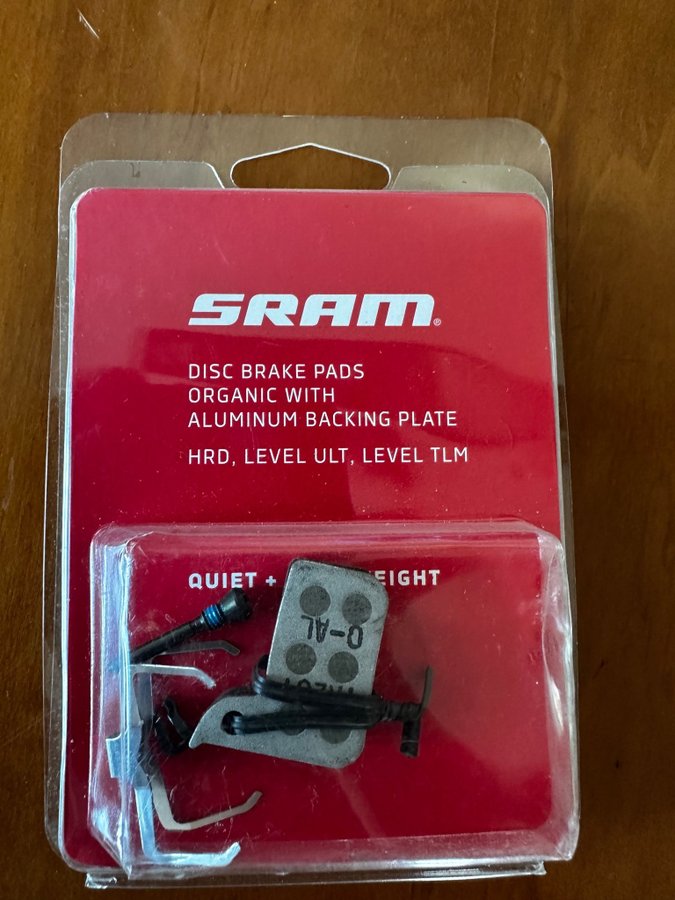 SRAM®
DISC BRAKE PADS
ORGANIC WITH
ALUMINUM BACKING PLATE
HRD, LEVEL ULT, LEVEL TLM
QUIET + EIGHT
O-AL